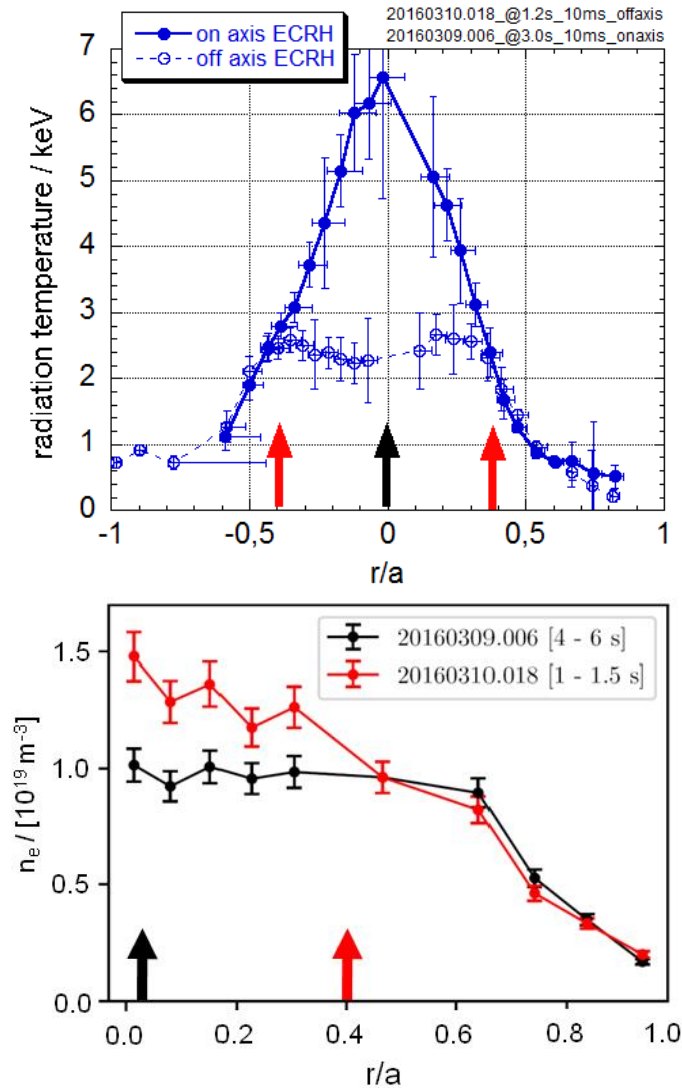 20160310.018_@1.2s_10ms_offaxis
20160309.006_@3.0s_10ms_onaxis
on axis ECRH
off axis ECRH
7
6
5
4
3
2
1
0
radiation temperature / keV
-1
-0,5
0
0,5
1
r/a
20160309.006 [4 - 6 s]
20160310.018 [1 - 1.5 s]
1.5
1.0
0.5
0.0
nₑ / [10¹⁹ m⁻³]
0.0
0.2
0.4
0.6
0.8
1.0
r/a